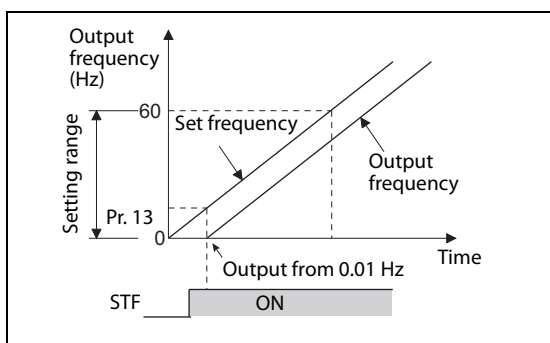 Output
frequency
(Hz)
60
Set frequency
Output
frequency
Setting range
Pr. 13
0
Time
Output from 0.01 Hz
STF
ON